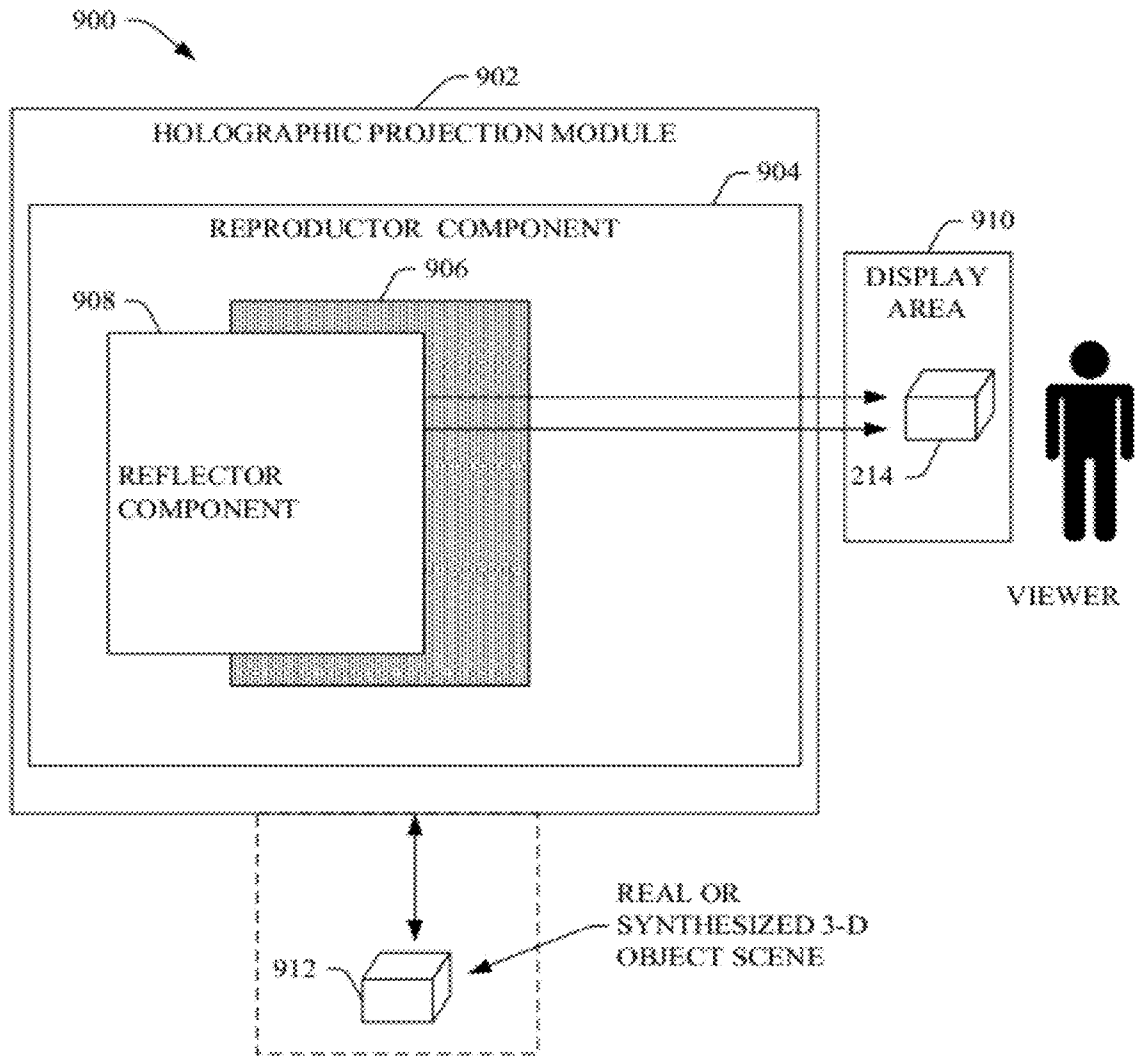 900
902
HOLOGRAPHIC PROJECTION MODULE
904
REPRODUCTOR COMPONENT
906
908
REFLECTOR
COMPONENT
910
DISPLAY
AREA
214
VIEWER
REAL OR
SYNTHESIZED 3-D
OBJECT SCENE
912